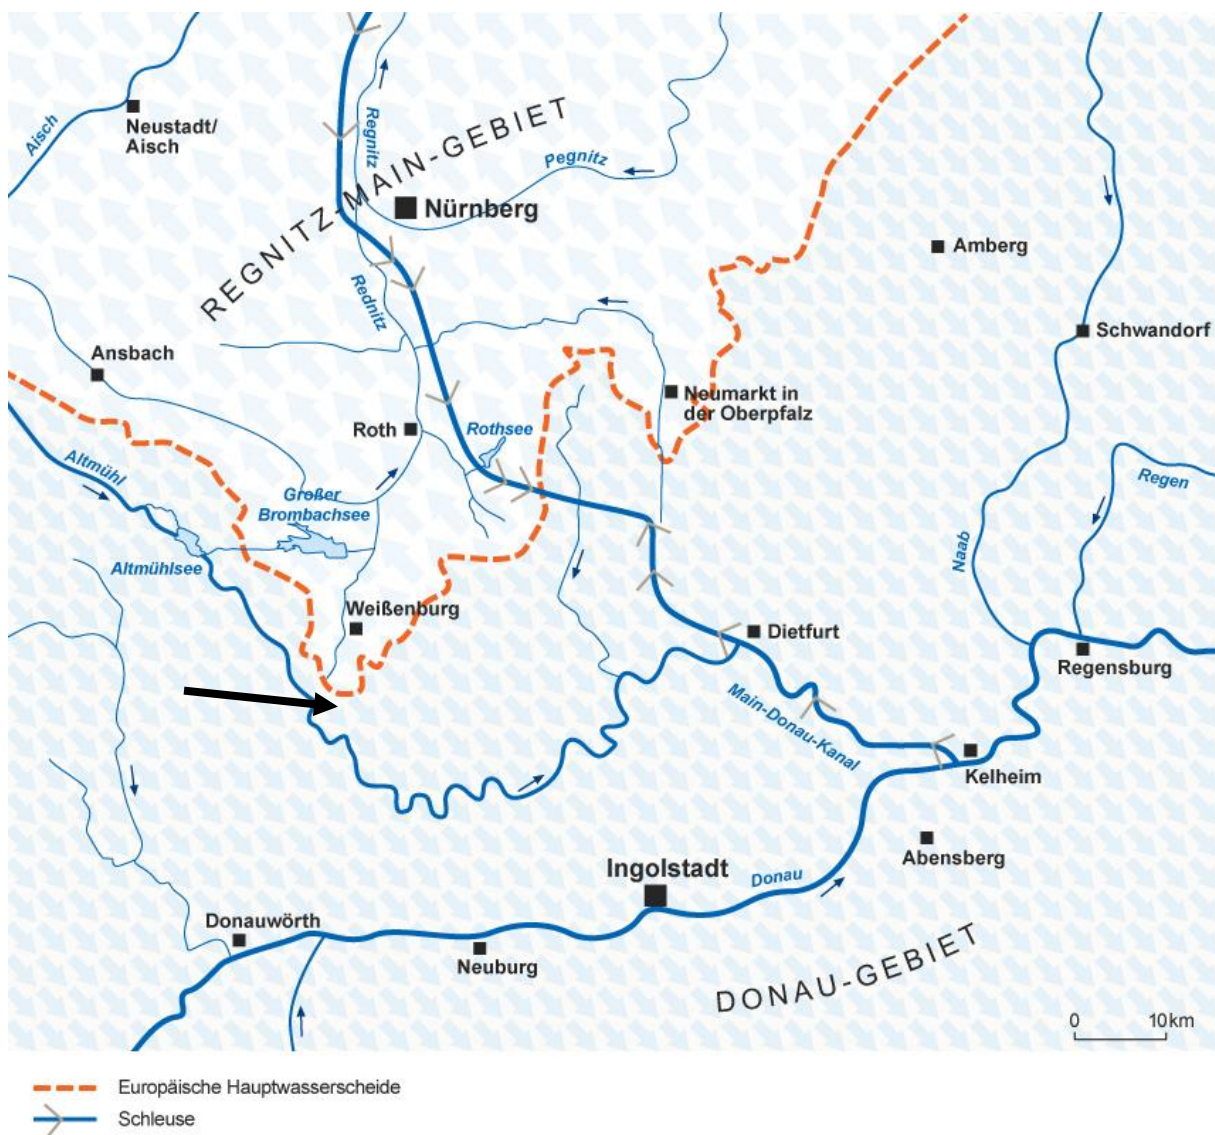 Aisch
Neustadt/
Aisch
Regnitz
REGNITZ-MAIN-GEBIET
Pegnitz
Nürnberg
Amberg
Rednitz
Schwandorf
Ansbach
Neumarkt in
der Oberpfalz
Roth
Rothsee
Altmühl
Großer
Brombachsee
Regen
Naab
Altmühlsee
Weißenburg
Dietfurt
Regensburg
Main-Donau-Kanal
Kelheim
Abensberg
Ingolstadt
Donau
Donauwörth
Neuburg
DONAU-GEBIET
0 10km
Europäische Hauptwasserscheide
Schleuse